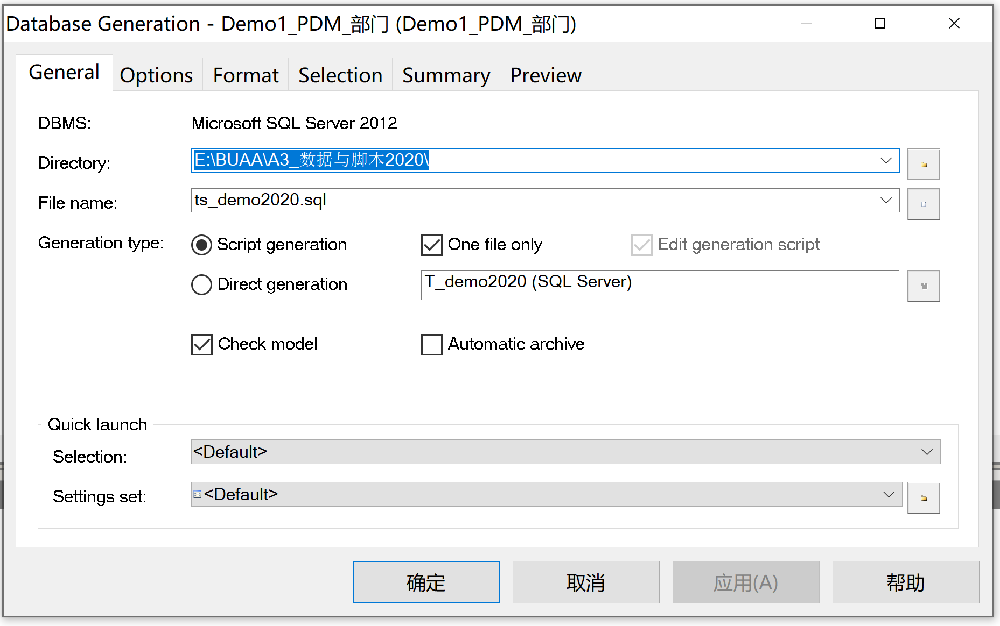 Database Generation - Demo1_PDM_部门 (Demo1_PDM_部门)
General Options Format Selection Summary Preview
DBMS: Microsoft SQL Server 2012
Directory: E:\BUAA\A3_数据与脚本2020\
File name: ts_demo2020.sql
Generation type: Script generation One file only Edit generation script
Direct generation T_demo2020 (SQL Server)
Check model Automatic archive
Quick launch
Selection: <Default>
Settings set: <Default>
确定 取消 应用(A) 帮助